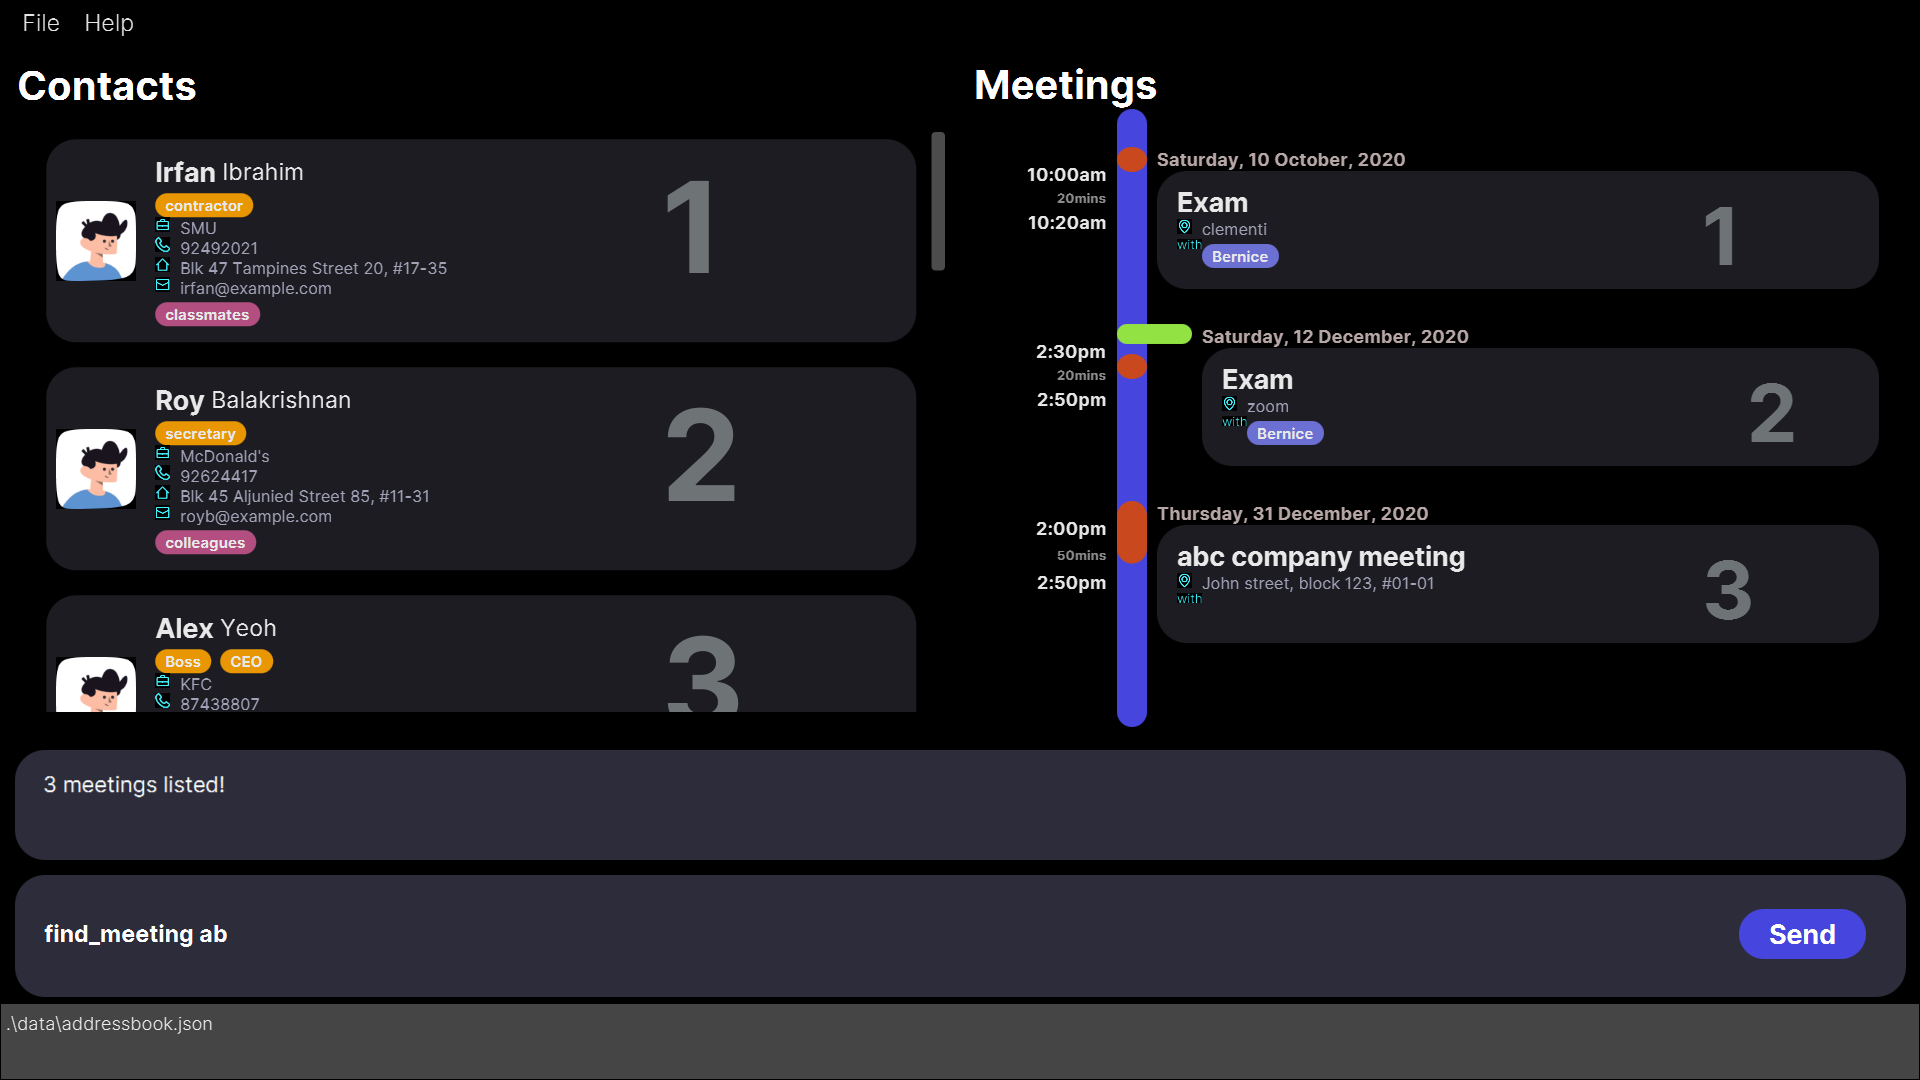 File Help
Contacts
Irfan Ibrahim
contractor
SMU
92492021
Blk 47 Tampines Street 20, #17-35
irfan@example.com
classmates
1
Roy Balakrishnan
secretary
McDonald's
92624417
Blk 45 Aljunied Street 85, #11-31
royb@example.com
colleagues
2
Alex Yeoh
Boss CEO
KFC
87438807
3
Meetings
Saturday, 10 October, 2020
10:00am
20mins
10:20am
Exam
clementi
with
Bernice
1
Saturday, 12 December, 2020
2:30pm
20mins
2:50pm
Exam
zoom
with
Bernice
2
Thursday, 31 December, 2020
2:00pm
50mins
2:50pm
abc company meeting
John street, block 123, #01-01
with
3
3 meetings listed!
find_meeting ab
Send
.\data\addressbook.json